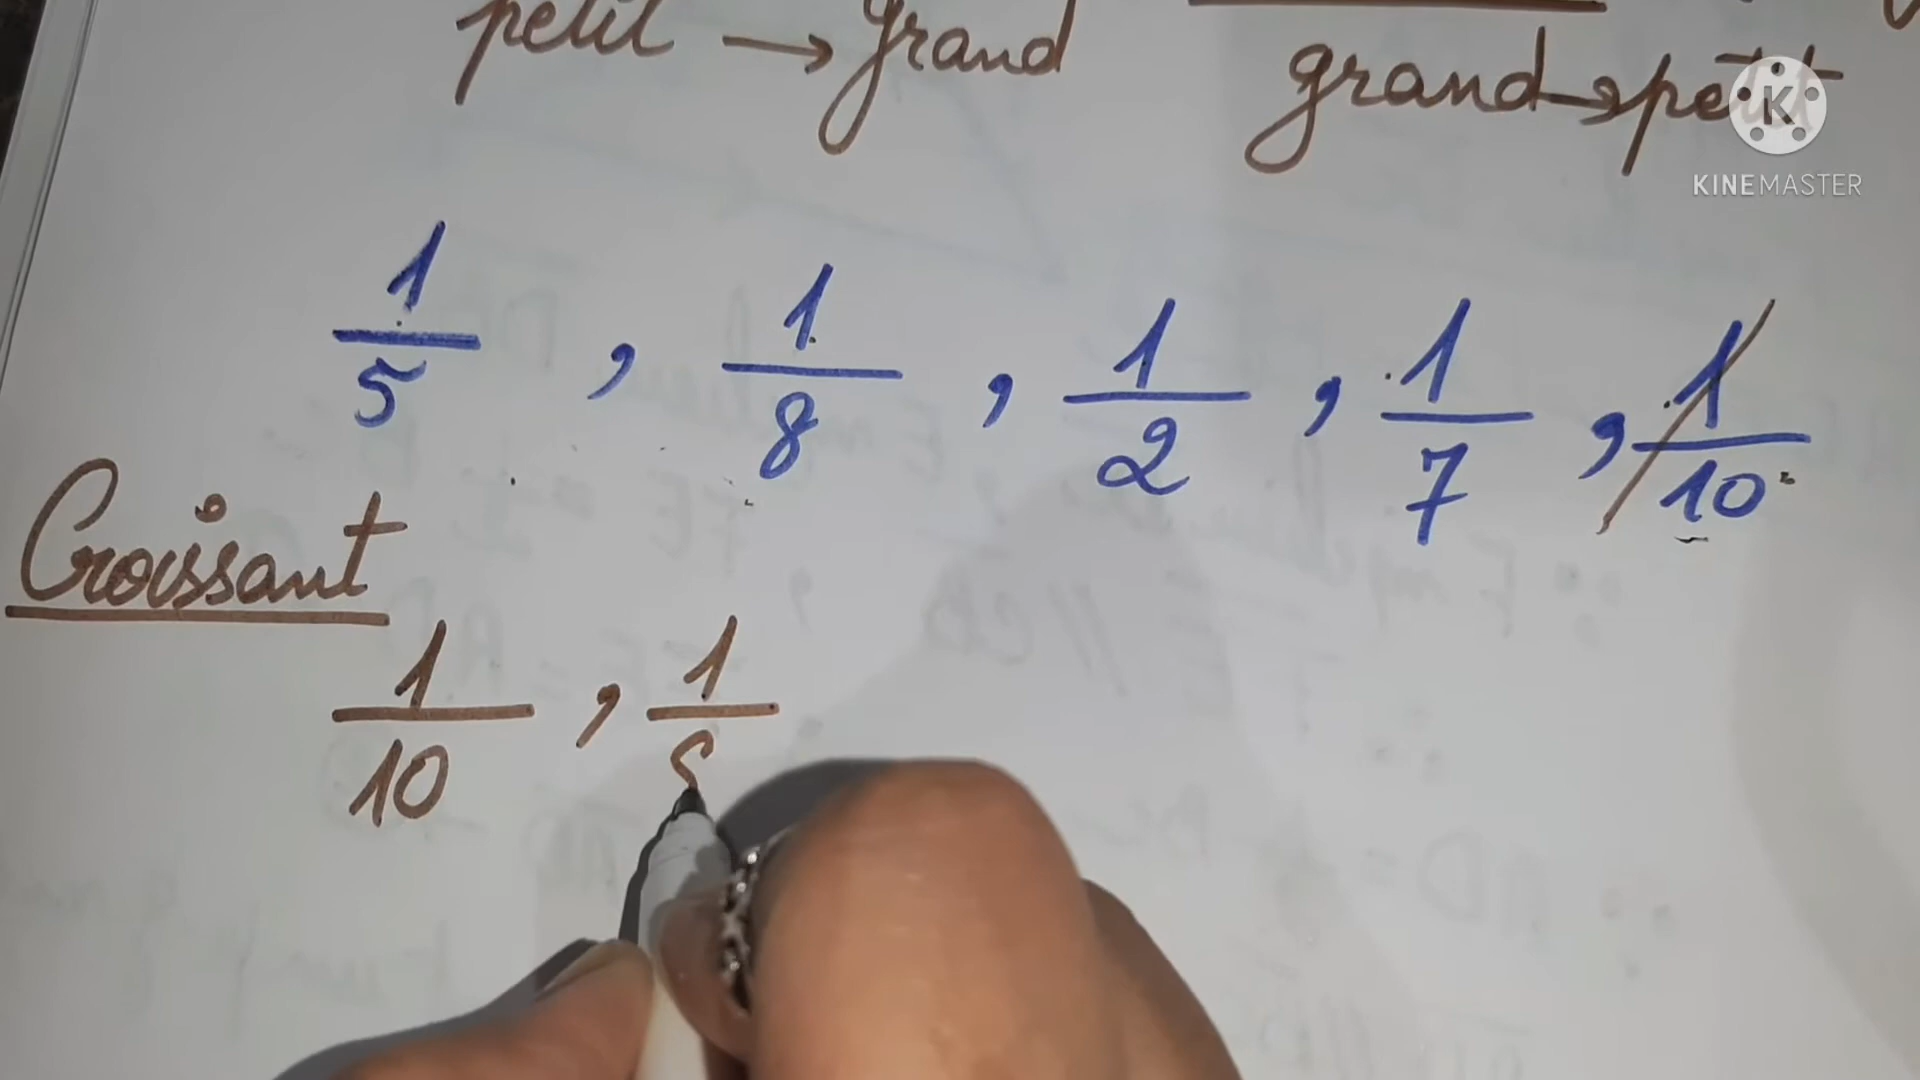 petit → grand
grand → petit
KINEMASTER
1/5 , 1/8 , 1/2 , 1/7 , 1/10
Croissant
1/10 , 1/